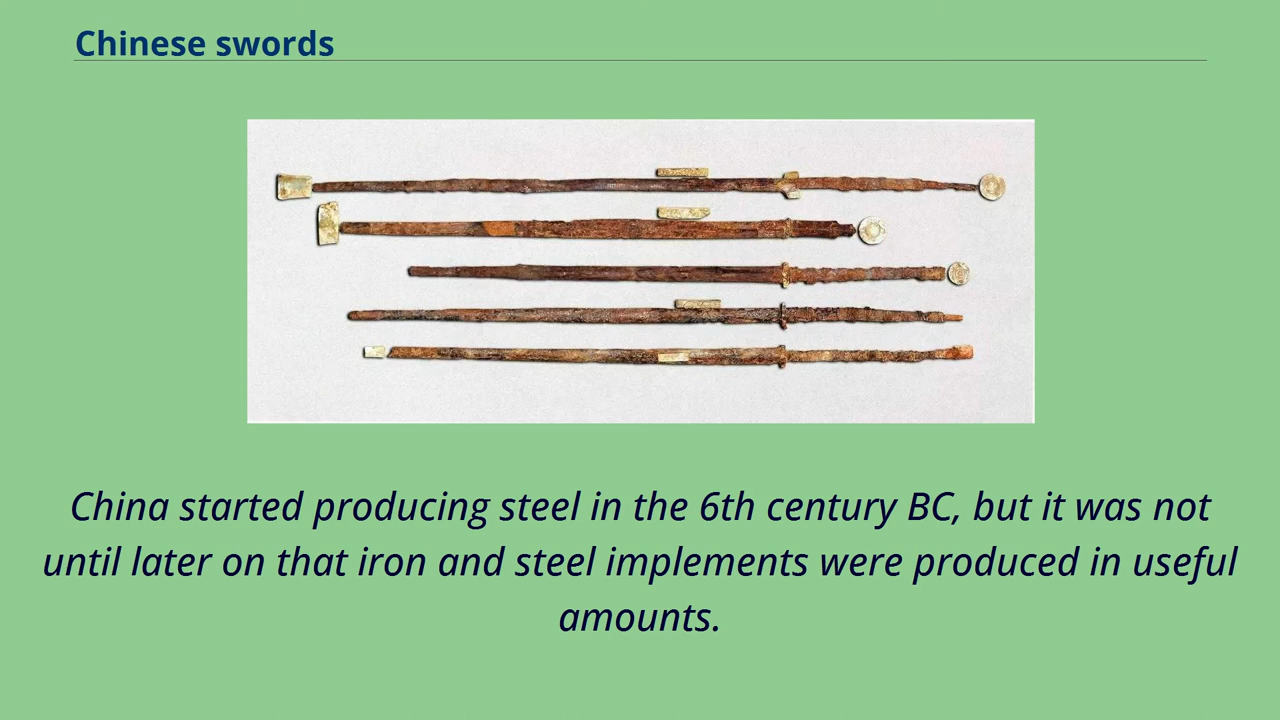 Chinese swords
China started producing steel in the 6th century BC, but it was not
until later on that iron and steel implements were produced in useful
amounts.